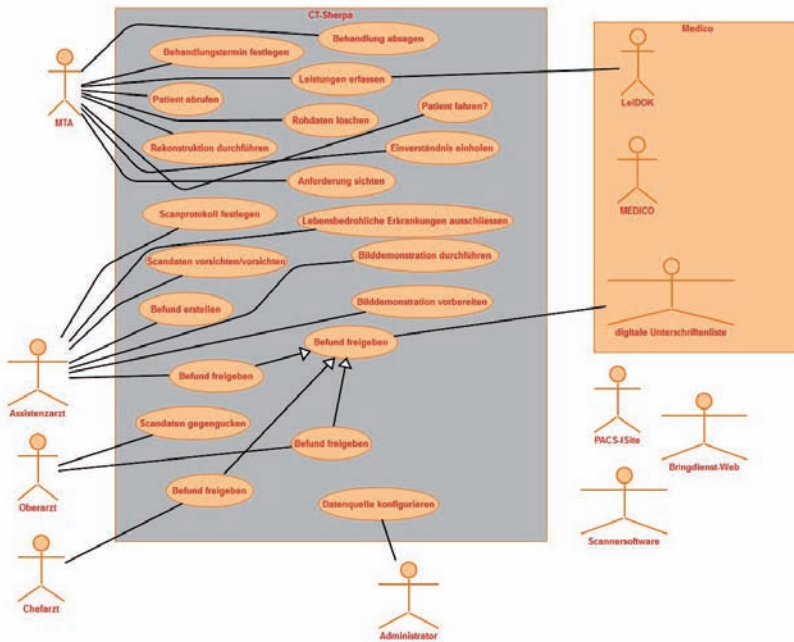 CT-Sherpa
Medico
Behandlung absagen
Behandlungstermin festlegen
Leistungen erfassen
MTA
Patient abrufen
Patient fahren?
LeiDOK
Rohdaten löschen
Rekonstruktion durchführen
Einverständnis einholen
Anforderung sichten
MEDICO
Scanprotokoll festlegen
Lebensbedrohliche Erkrankungen ausschliessen
Scandaten vorsichten/vorsichten
Bilddemonstration durchführen
Befund erstellen
Bilddemonstration vorbereiten
digitale Unterschriftenliste
Befund freigeben
Befund freigeben
Assistenzarzt
Scandaten gegengucken
PACS-iSite
Befund freigeben
Bringdienst-Web
Oberarzt
Befund freigeben
Datenquelle konfigurieren
Scannersoftware
Chefarzt
Administrator